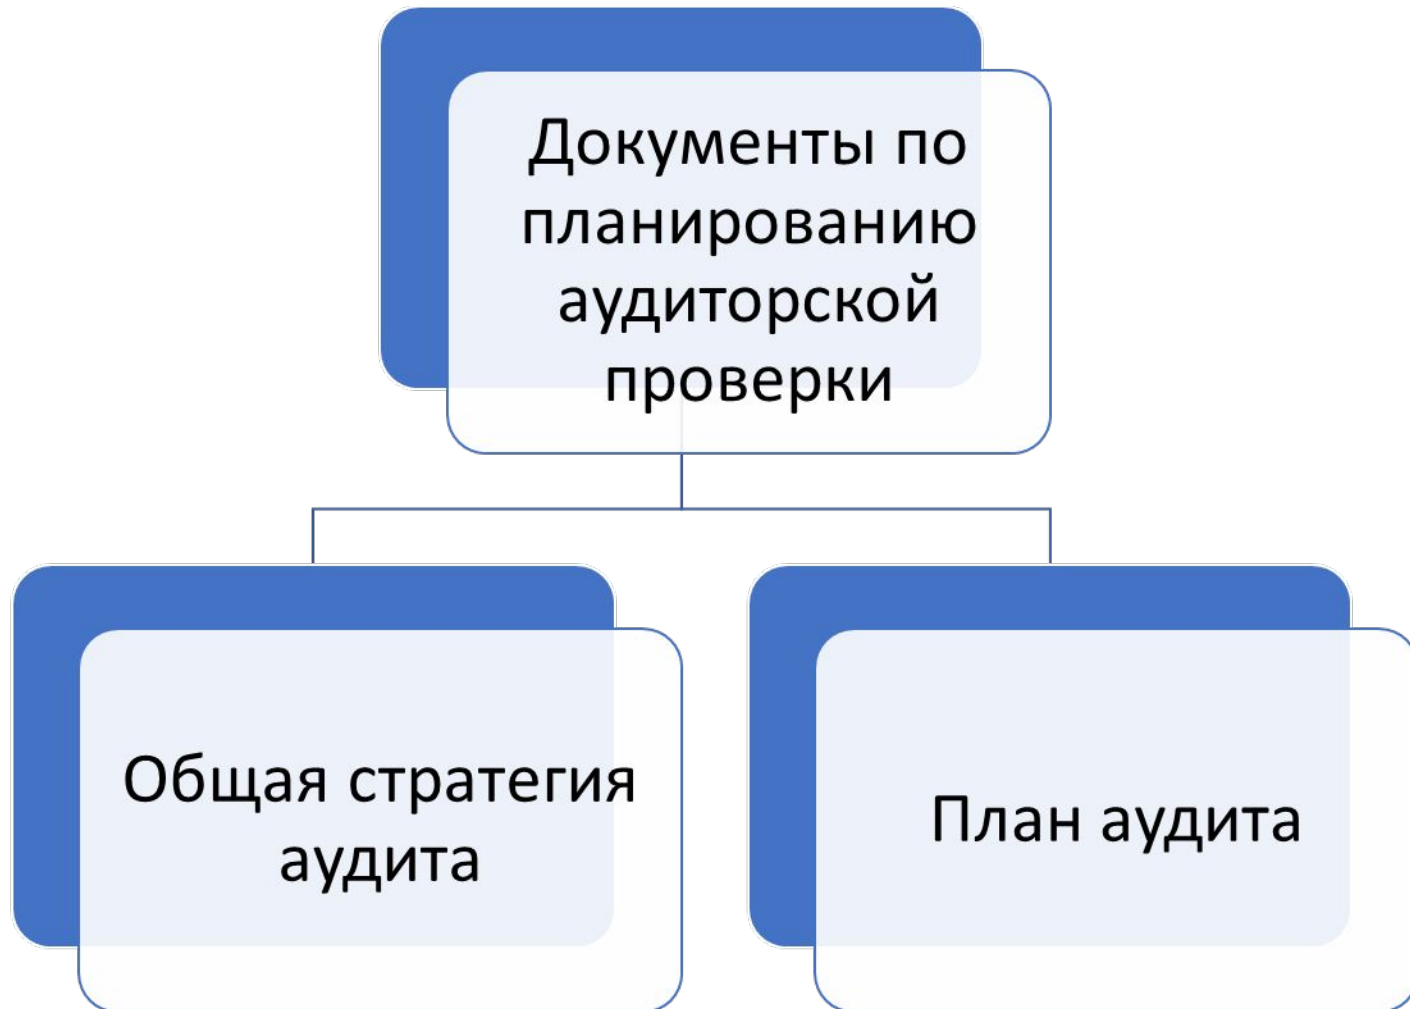 Документы по
планированию
аудиторской
проверки
Общая стратегия
аудита
План аудита